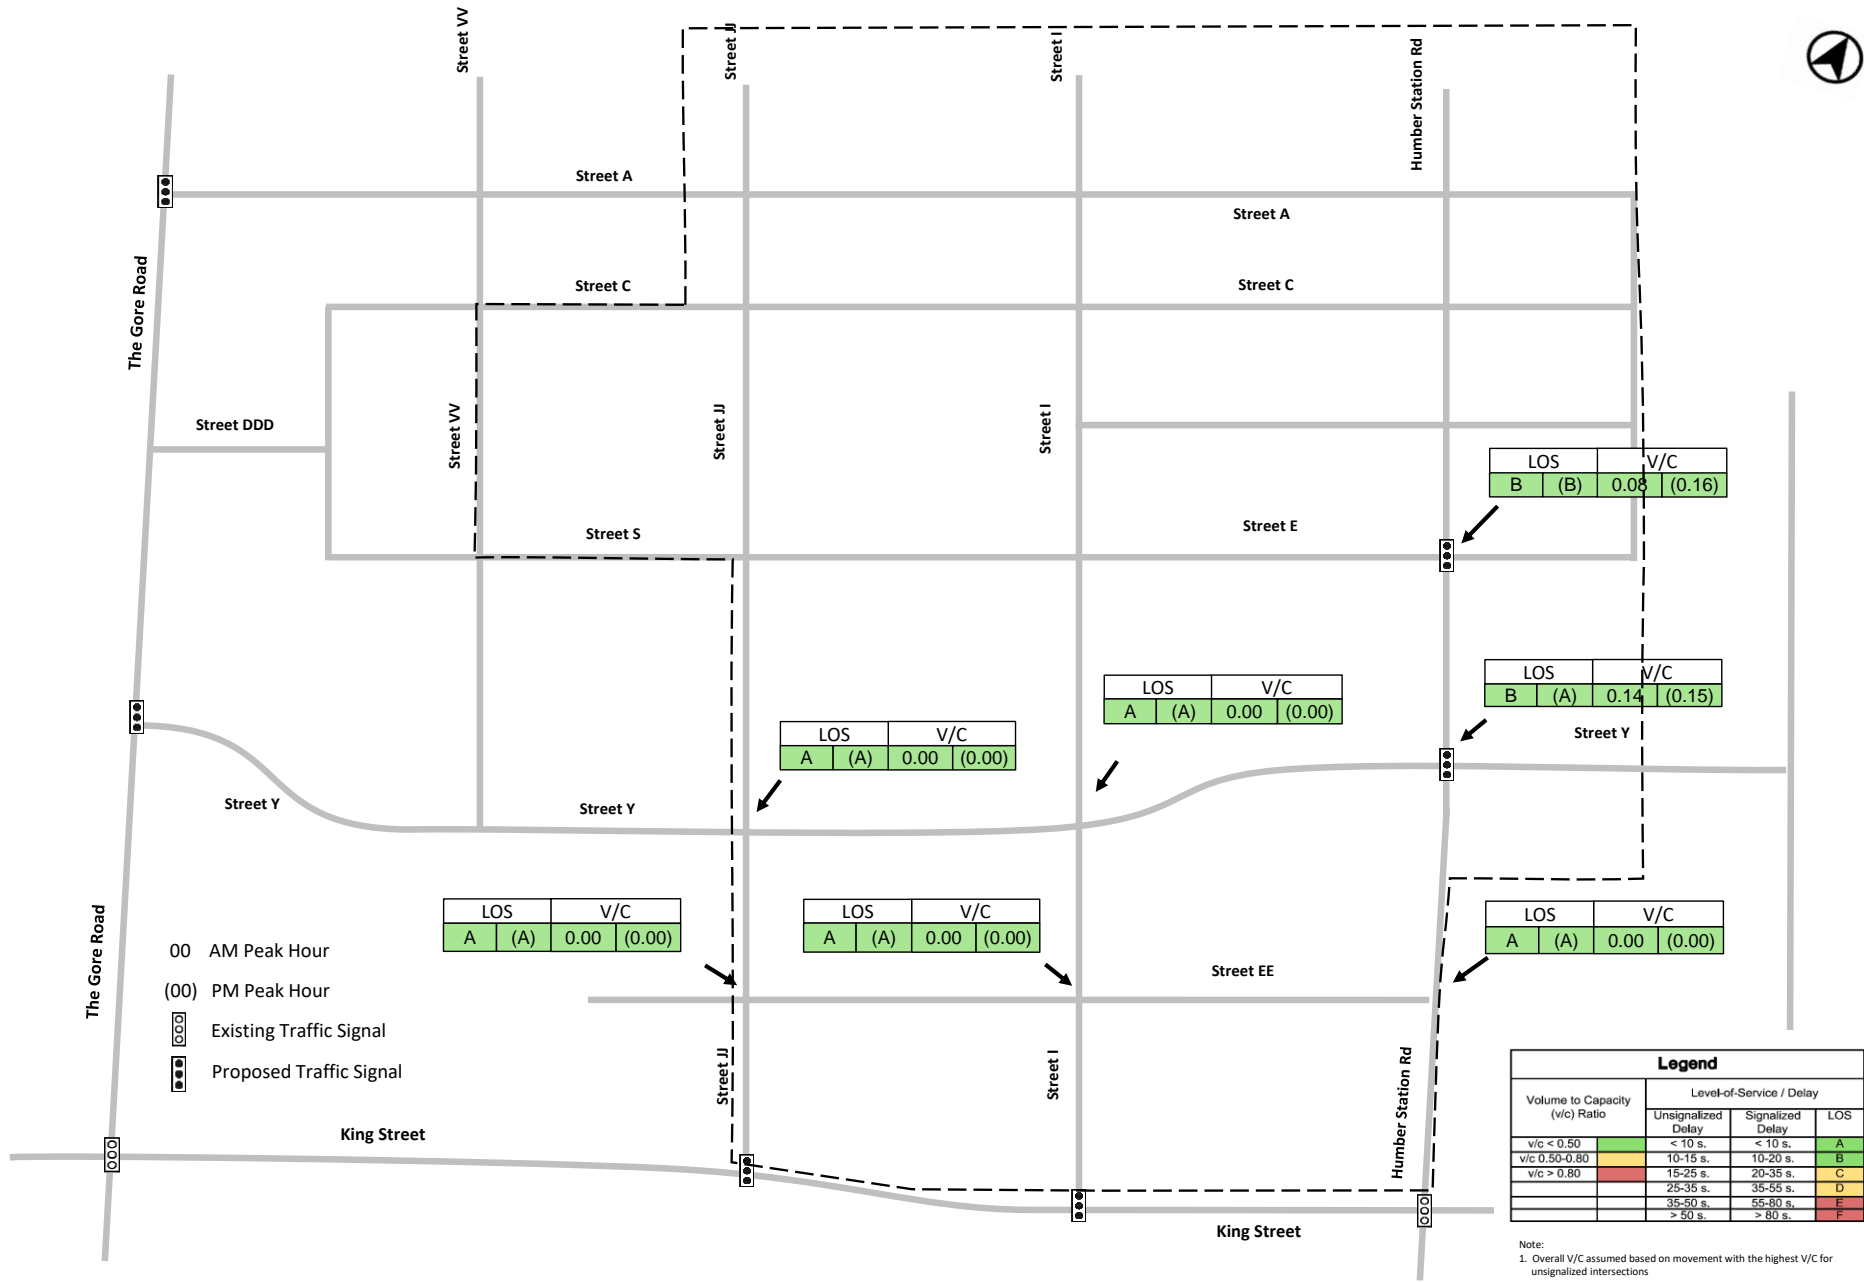 Street VV
Street JJ
Street I
Humber Station Rd
Street A
Street A
The Gore Road
Street C
Street C
Street DDD
Street VV
Street JJ
Street I
LOS V/C
B (B) 0.08 (0.16)
Street S
Street E
LOS V/C
B (A) 0.14 (0.15)
LOS V/C
A (A) 0.00 (0.00)
LOS V/C
A (A) 0.00 (0.00)
Street Y
Street Y
Street Y
LOS V/C
A (A) 0.00 (0.00)
LOS V/C
A (A) 0.00 (0.00)
LOS V/C
A (A) 0.00 (0.00)
The Gore Road
00 AM Peak Hour
(00) PM Peak Hour
Existing Traffic Signal
Proposed Traffic Signal
Street EE
Street JJ
Street I
Humber Station Rd
King Street
King Street
Legend
Volume to Capacity
(v/c) Ratio
Level-of-Service / Delay
Unsignalized
Delay
Signalized
Delay
LOS
v/c < 0.50 < 10 s. < 10 s. A
v/c 0.50-0.80 10-15 s. 10-20 s. B
v/c > 0.80 15-25 s. 20-35 s. C
25-35 s. 35-55 s. D
35-50 s. 55-80 s. E
> 50 s. > 80 s. F
Note:
1. Overall V/C assumed based on movement with the highest V/C for
unsignalized intersections